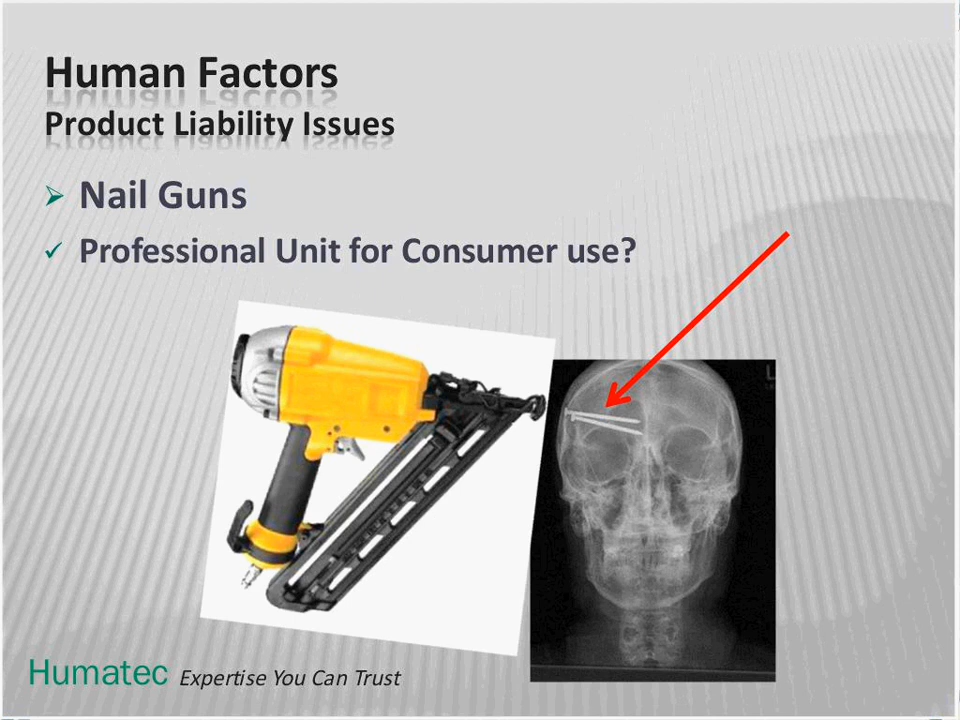 Human Factors
Product Liability Issues
Nail Guns
Professional Unit for Consumer use?
L
Humatec Expertise You Can Trust